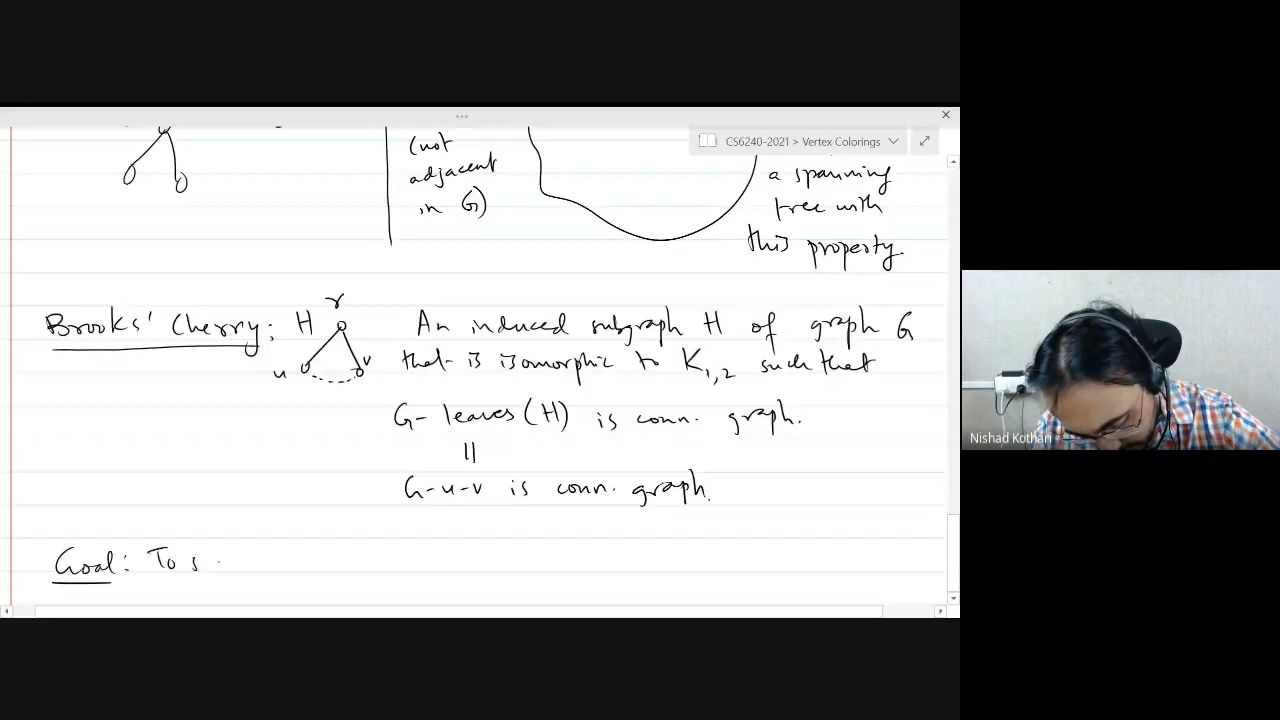 CS6240-2021 > Vertex Colorings
(not
adjacent
in G)
a spanning
tree with
this property.
Brooks' Cherry: H r u v
An induced subgraph H of graph G
that is isomorphic to K1,2 such that
G- leaves (H) is conn. graph.
||
G-u-v is conn. graph.
Goal: To s
Nishad Kothari